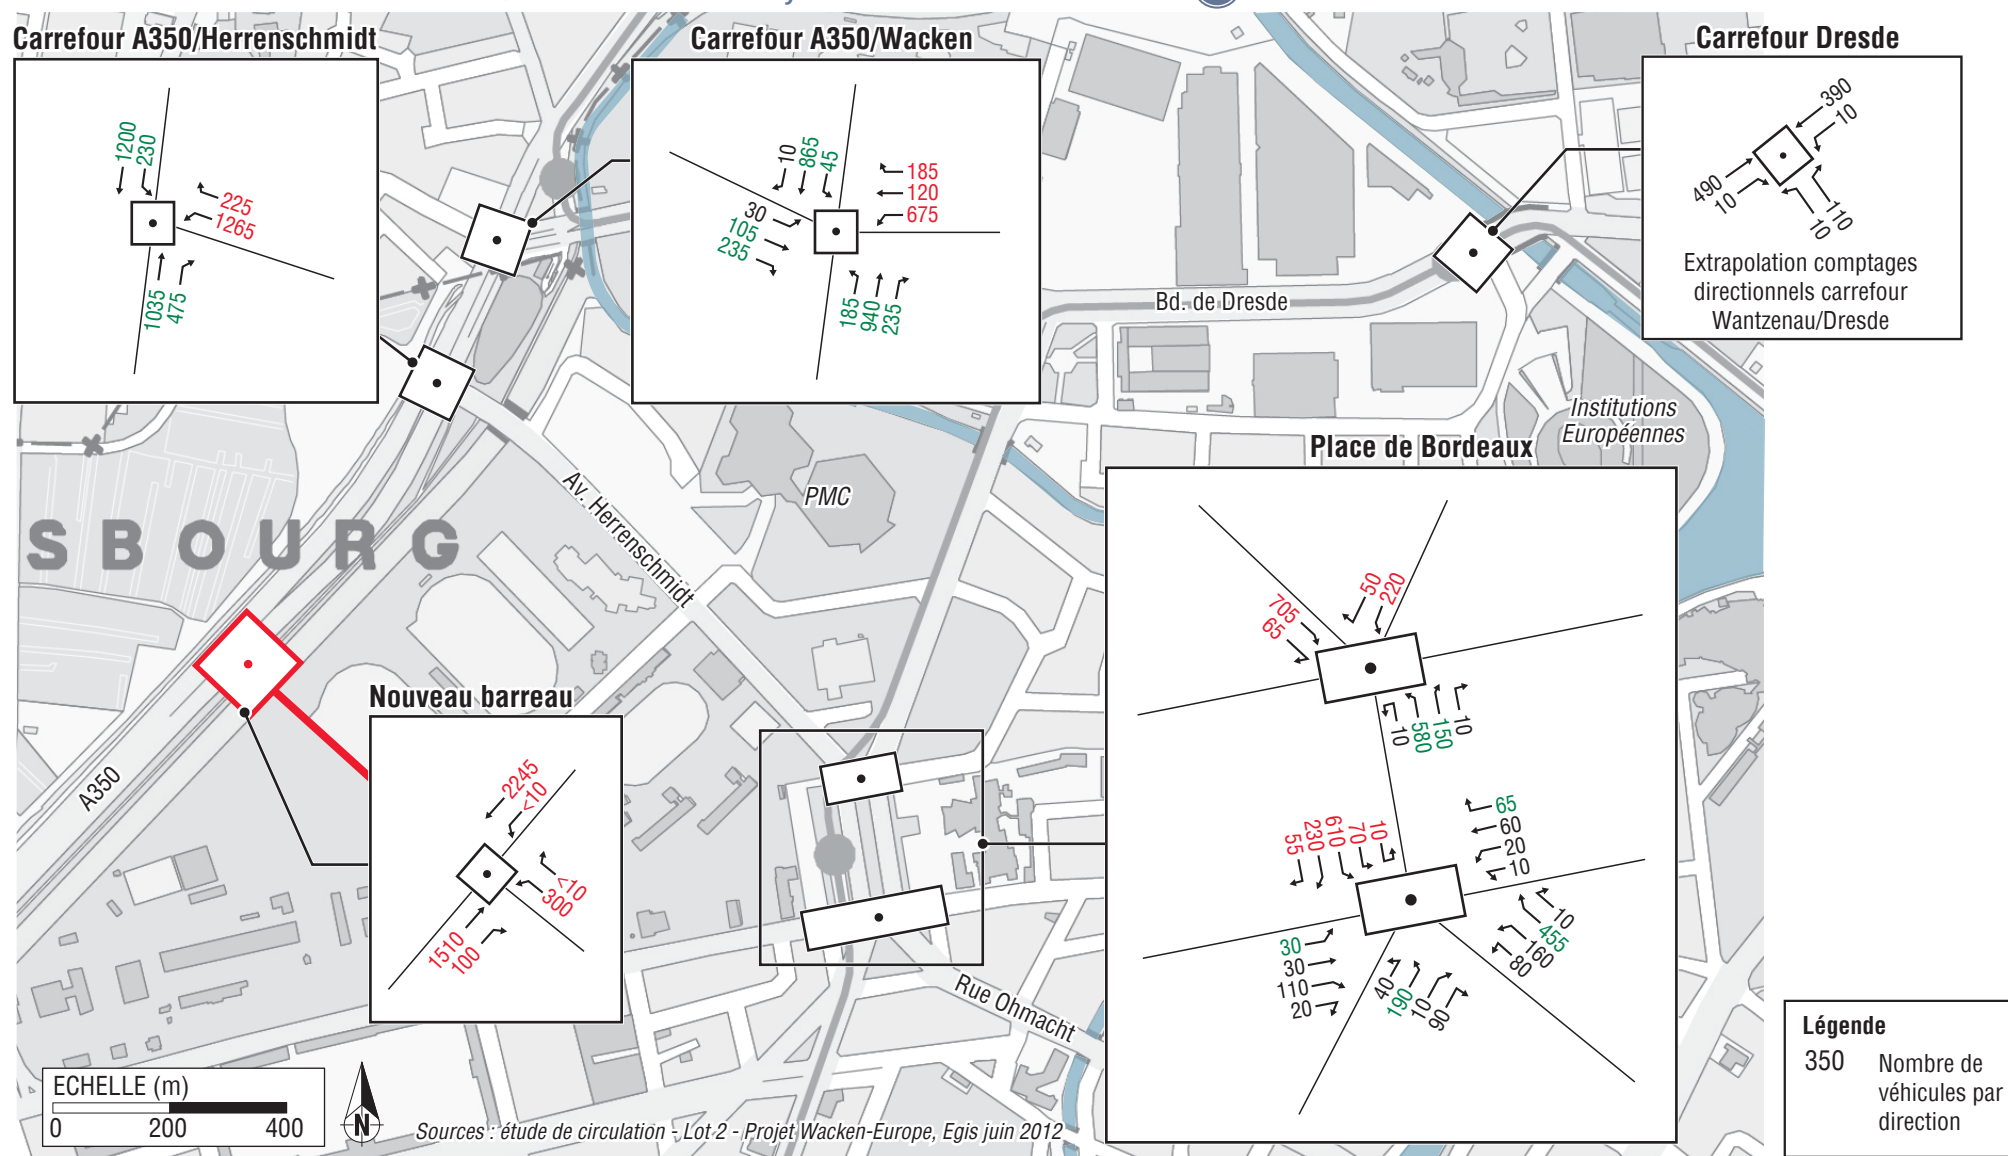 Carrefour A350/Herrenschmidt
1200
230
225
1265
1035
475
Carrefour A350/Wacken
10
865
45
185
120
675
30
105
235
185
940
235
Carrefour Dresde
390
10
490
10
110
10
Extrapolation comptages
directionnels carrefour
Wantzenau/Dresde
Bd. de Dresde
Institutions
Européennes
PMC
Av. Herrenschmidt
SBOURG
A350
Nouveau barreau
2245
<10
<10
300
1510
100
Place de Bordeaux
50
220
705
65
10
580
150
10
55
230
610
70
10
65
60
20
10
10
455
160
80
30
30
110
20
40
190
10
90
Rue Ohmacht
ECHELLE (m)
0 200 400
N
Sources : étude de circulation - Lot 2 - Projet Wacken-Europe, Egis juin 2012
Légende
350 Nombre de
véhicules par
direction